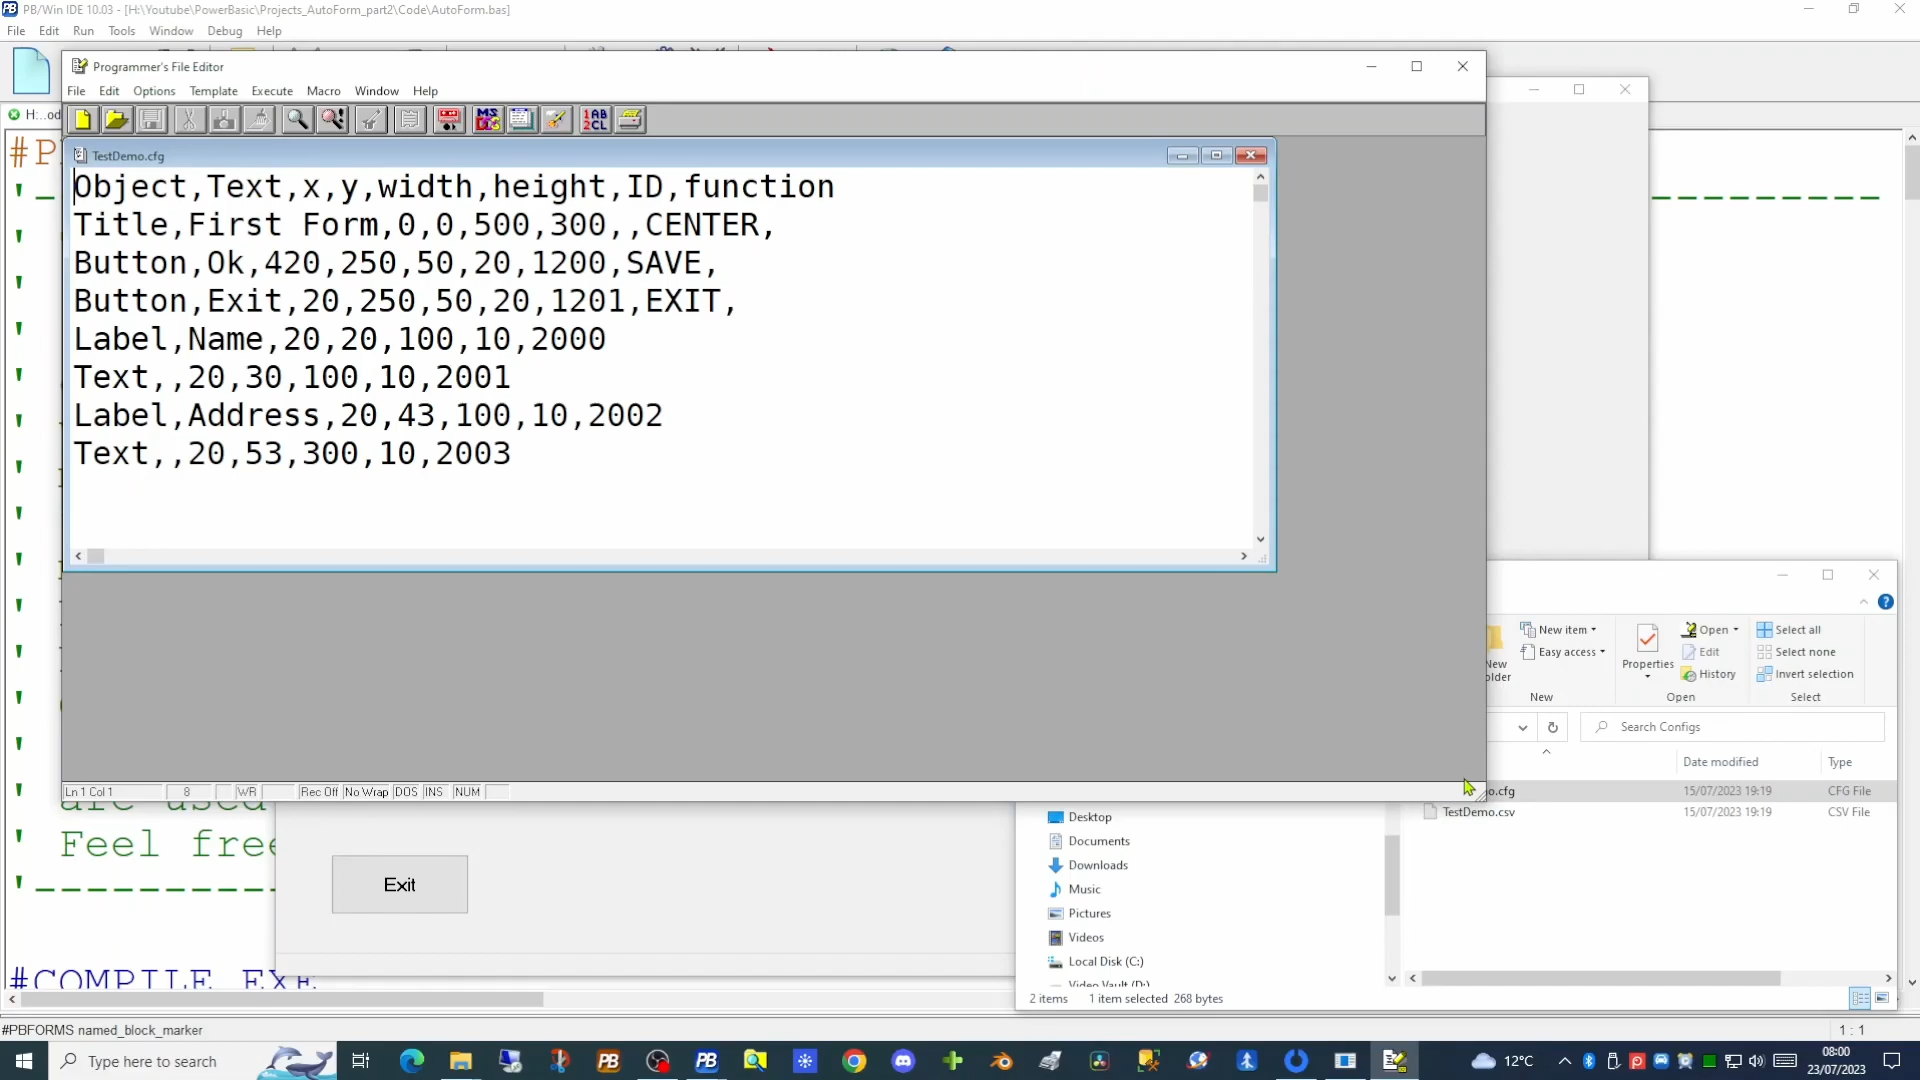 PB/Win IDE 10.03 - [H:\Youtube\PowerBasic\Projects_AutoForm_part2\Code\AutoForm.bas]
File Edit Run Tools Window Debug Help
Programmer's File Editor
File Edit Options Template Execute Macro Window Help
H:..od
TestDemo.cfg
Object,Text,x,y,width,height,ID,function
Title,First Form,0,0,500,300,,CENTER,
Button,Ok,420,250,50,20,1200,SAVE,
Button,Exit,20,250,50,20,1201,EXIT,
Label,Name,20,20,100,10,2000
Text,,20,30,100,10,2001
Label,Address,20,43,100,10,2002
Text,,20,53,300,10,2003
Ln 1 Col 1 8 WR Rec Off No Wrap DOS INS NUM
are used
' Feel free
#COMPILE EXE
Exit
New item
Easy access
New
Properties
Open
Edit
History
Open
Select all
Select none
Invert selection
Select
Search Configs
Date modified Type
o.cfg 15/07/2023 19:19 CFG File
TestDemo.csv 15/07/2023 19:19 CSV File
Desktop
Documents
Downloads
Music
Pictures
Videos
Local Disk (C:)
Video Vault (D:)
2 items 1 item selected 268 bytes
#PBFORMS named_block_marker
1 : 1
Type here to search
12°C
08:00
23/07/2023